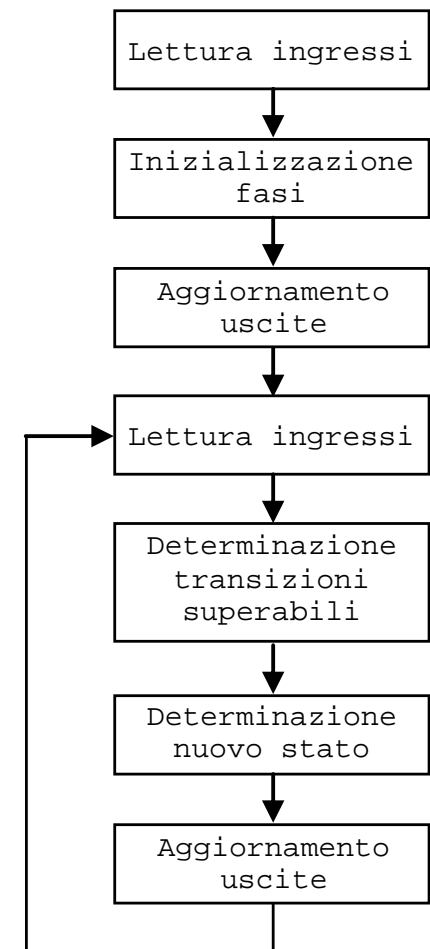 Lettura ingressi
Inizializzazione
fasi
Aggiornamento
uscite
Lettura ingressi
Determinazione
transizioni
superabili
Determinazione
nuovo stato
Aggiornamento
uscite